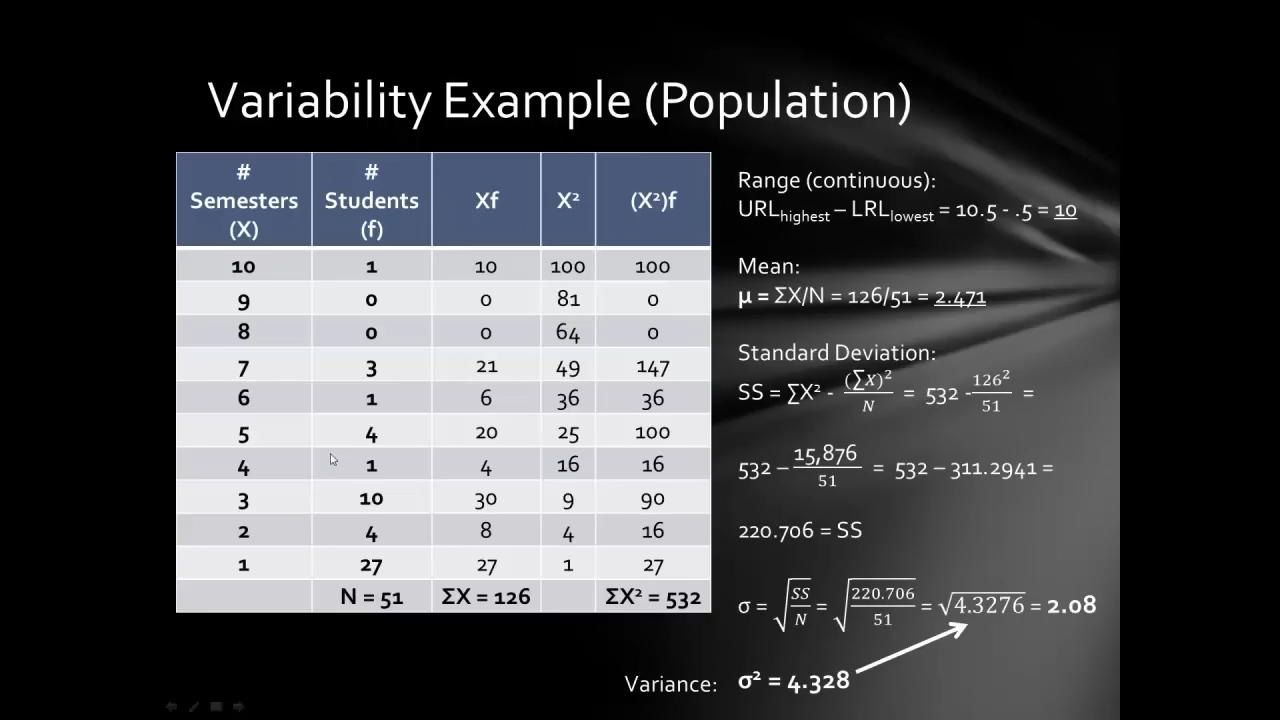 Variability Example (Population)
# Semesters (X) # Students (f) Xf X² (X²)f
10 1 10 100 100
9 0 0 81 0
8 0 0 64 0
7 3 21 49 147
6 1 6 36 36
5 4 20 25 100
4 1 4 16 16
3 10 30 9 90
2 4 8 4 16
1 27 27 1 27
N = 51 ΣX = 126 ΣX² = 532
Range (continuous):
URLhighest – LRLlowest = 10.5 - .5 = 10
Mean:
μ = ΣX/N = 126/51 = 2.471
Standard Deviation:
SS = ∑X² - (∑X)²/N = 532 - 126²/51 =
532 – 15,876/51 = 532 – 311.2941 =
220.706 = SS
σ = √(SS/N) = √(220.706/51) = √4.3276 = 2.08
Variance: σ² = 4.328